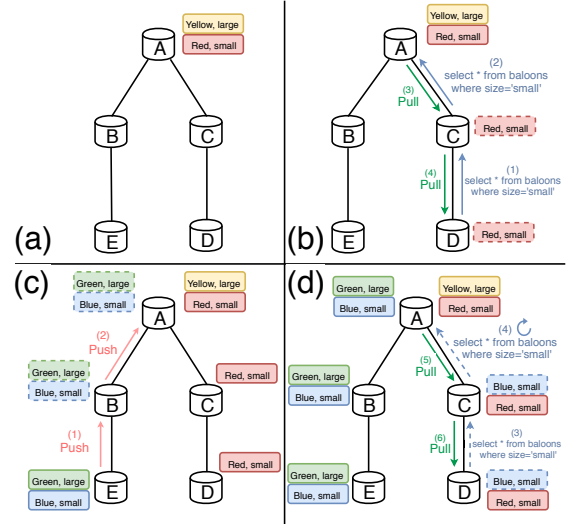 Yellow, large
Red, small
A
B
C
E
D
(a)
Yellow, large
Red, small
A
(2)
select * from baloons
where size='small'
(3)
Pull
B
C
Red, small
(4)
Pull
(1)
select * from baloons
where size='small'
E
D
Red, small
(b)
(c)
Green, large
Blue, small
Yellow, large
Red, small
A
(2)
Push
Green, large
Blue, small
B
C
Red, small
(1)
Push
Green, large
Blue, small
E
D
Red, small
(d)
Green, large
Blue, small
Yellow, large
Red, small
A
(4)
select * from baloons
where size='small'
(5)
Pull
Green, large
Blue, small
B
C
Blue, small
Red, small
(6)
Pull
(3)
select * from baloons
where size='small'
Green, large
Blue, small
E
D
Blue, small
Red, small